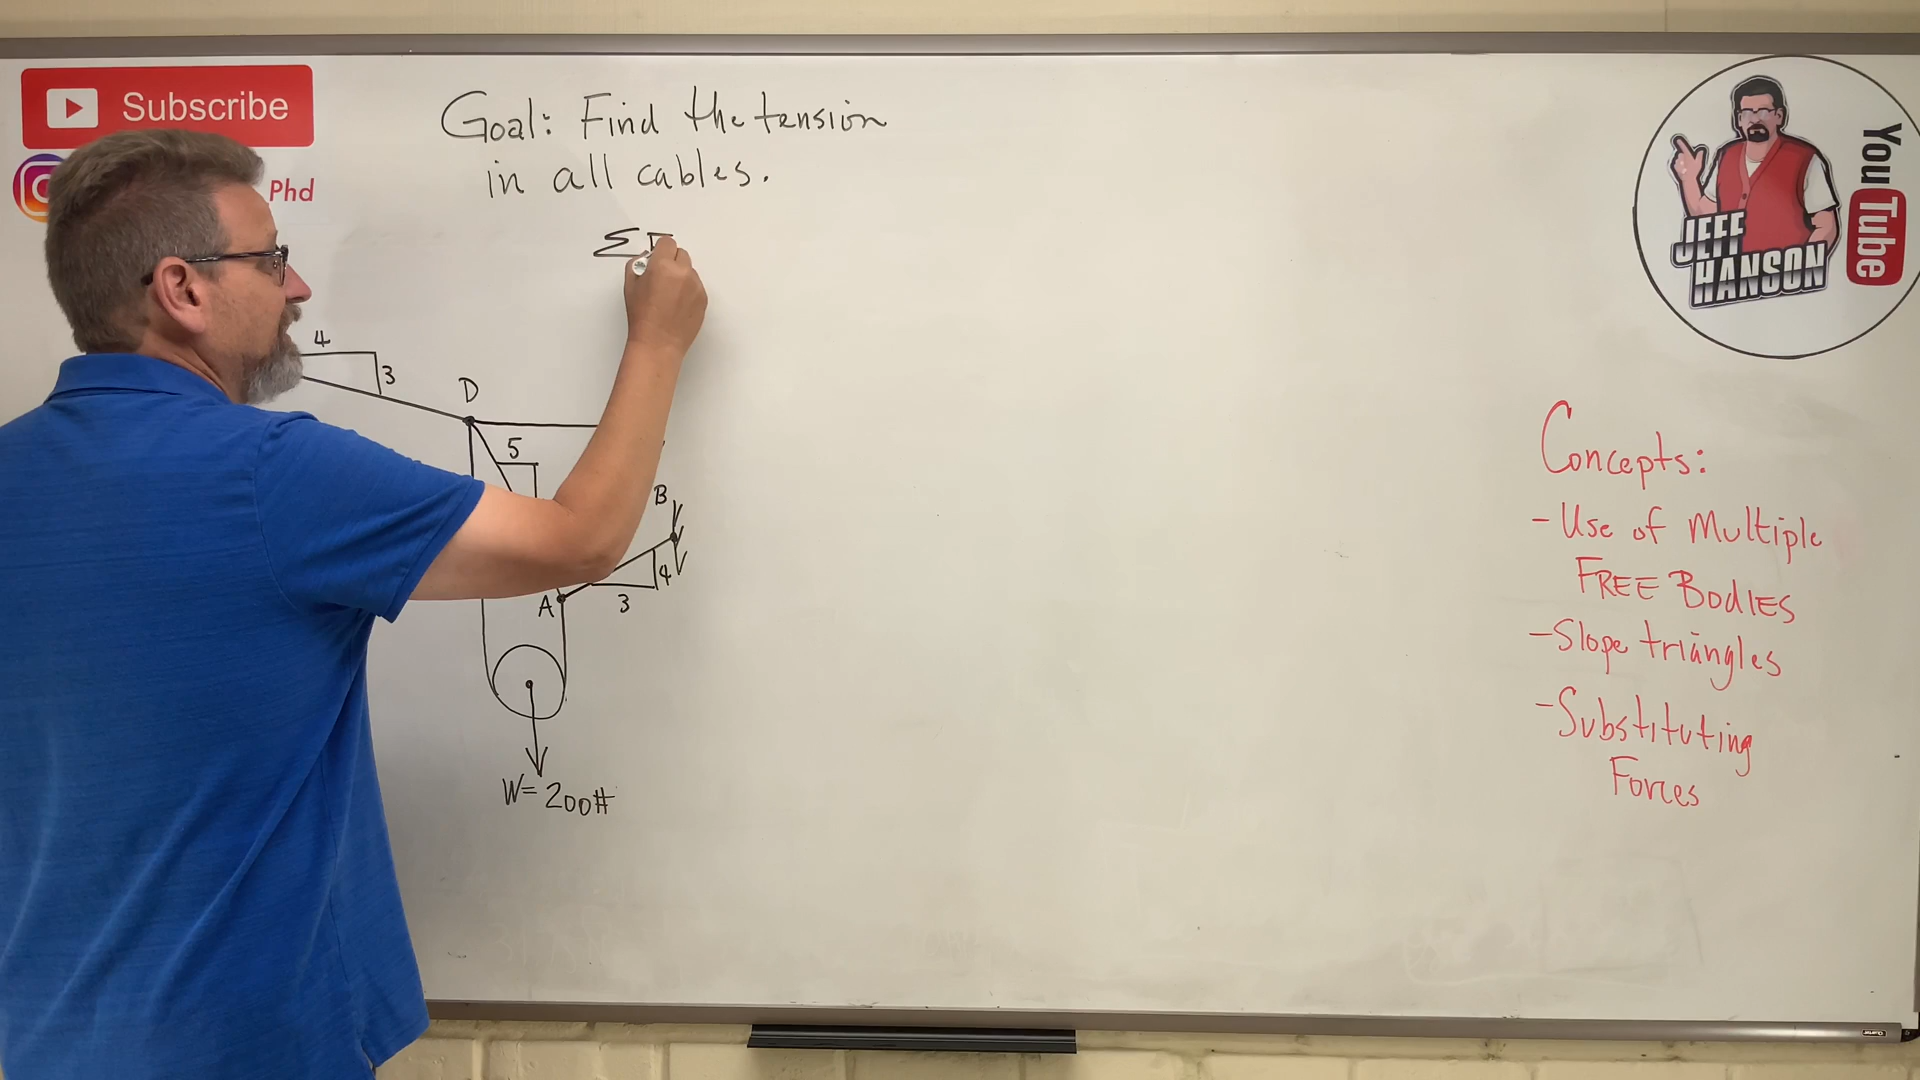 Subscribe
Phd
Goal: Find the tension
in all cables.
Σ
4
3
D
5
B
4
A
3
W= 200#
JEFF
HANSON
YouTube
Concepts:
- Use of Multiple
FREE BodIES
- Slope triangles
- Substituting
Forces